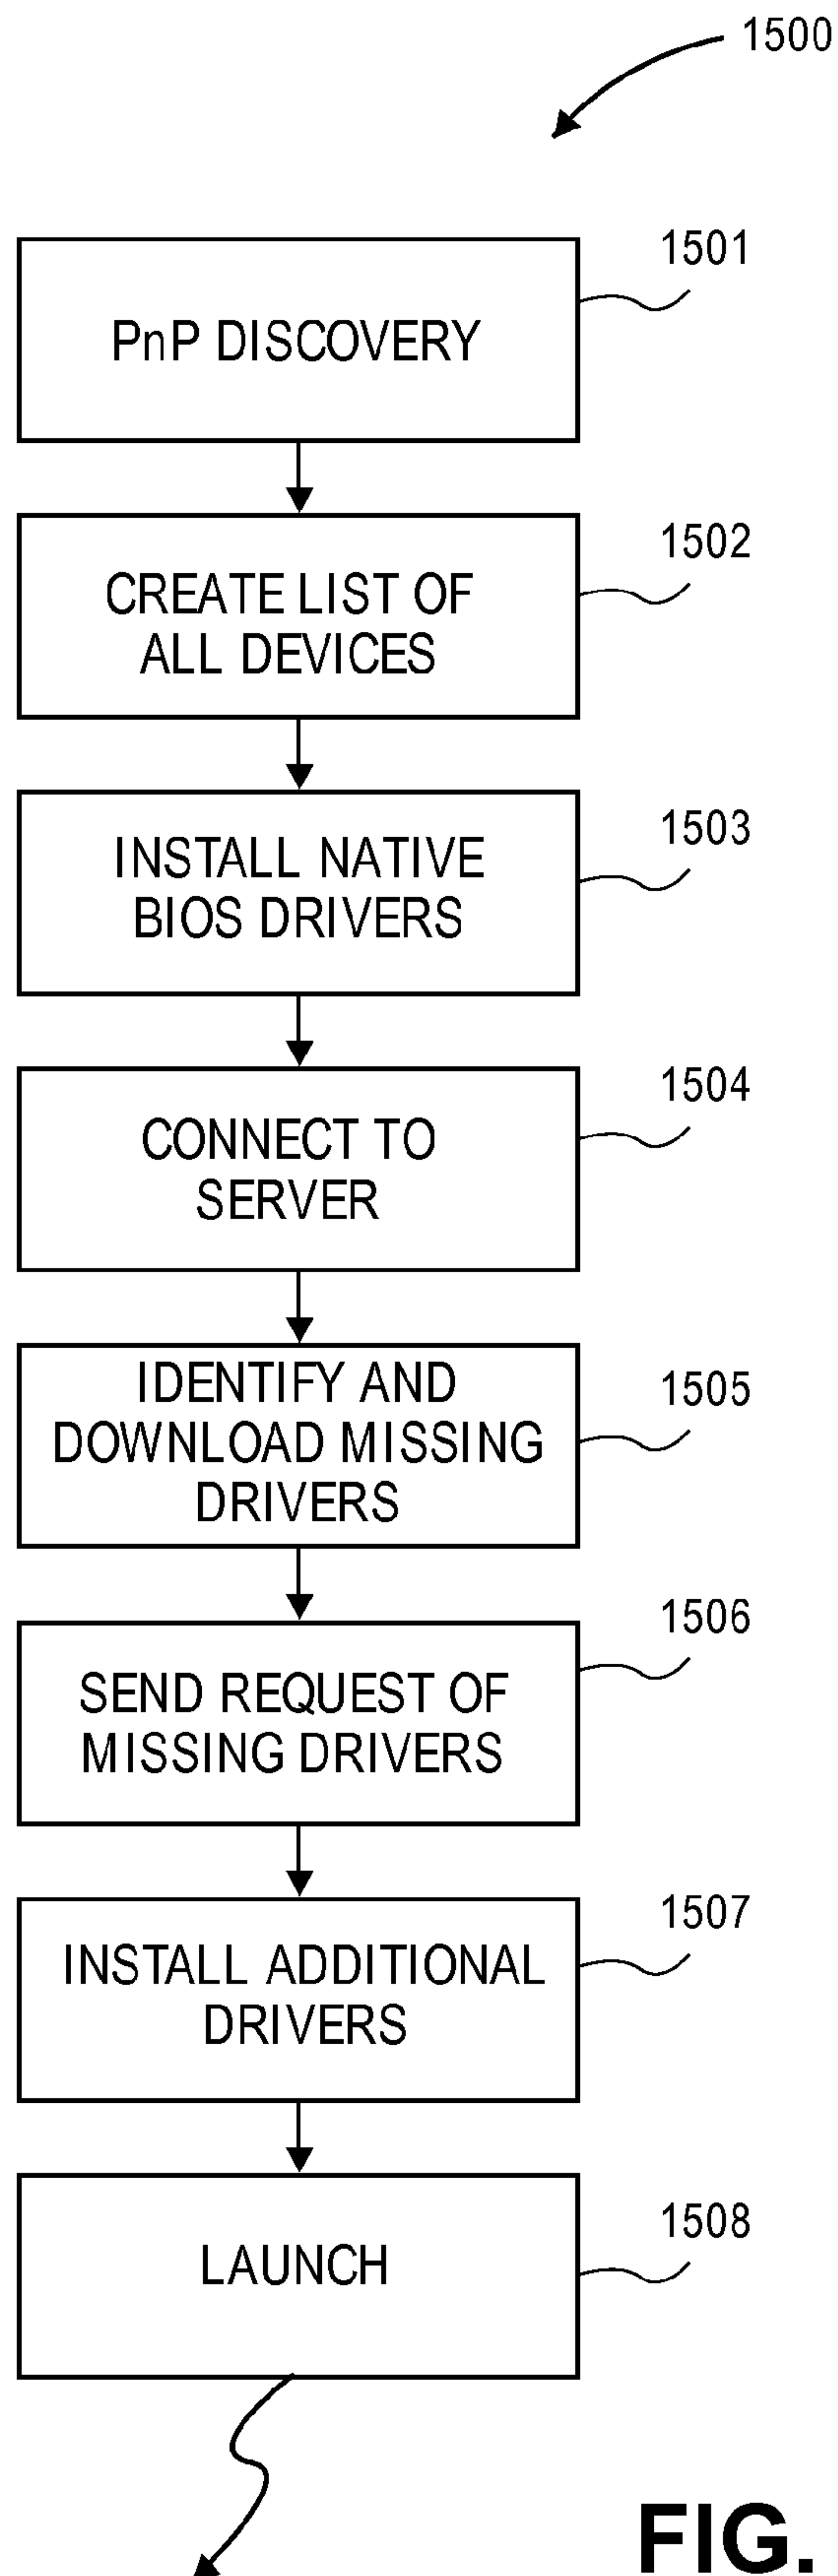 1500
1501
PnP DISCOVERY
1502
CREATE LIST OF
ALL DEVICES
1503
INSTALL NATIVE
BIOS DRIVERS
1504
CONNECT TO
SERVER
1505
IDENTIFY AND
DOWNLOAD MISSING
DRIVERS
1506
SEND REQUEST OF
MISSING DRIVERS
1507
INSTALL ADDITIONAL
DRIVERS
1508
LAUNCH
FIG.